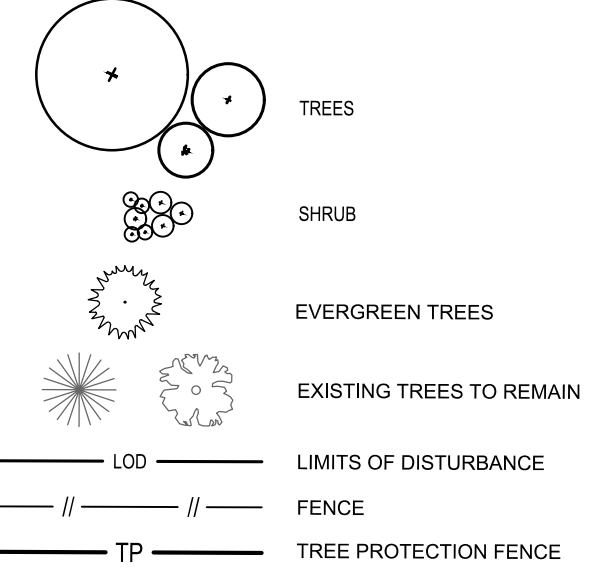 TREES
SHRUB
EVERGREEN TREES
EXISTING TREES TO REMAIN
LOD LIMITS OF DISTURBANCE
// // FENCE
TP TREE PROTECTION FENCE